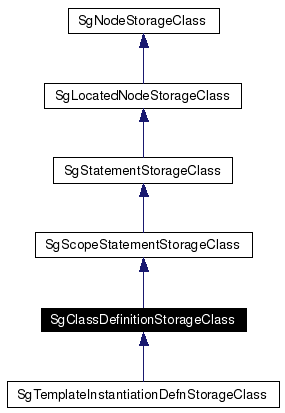 SgNodeStorageClass
SgLocatedNodeStorageClass
SgStatementStorageClass
SgScopeStatementStorageClass
SgClassDefinitionStorageClass
SgTemplateInstantiationDefnStorageClass